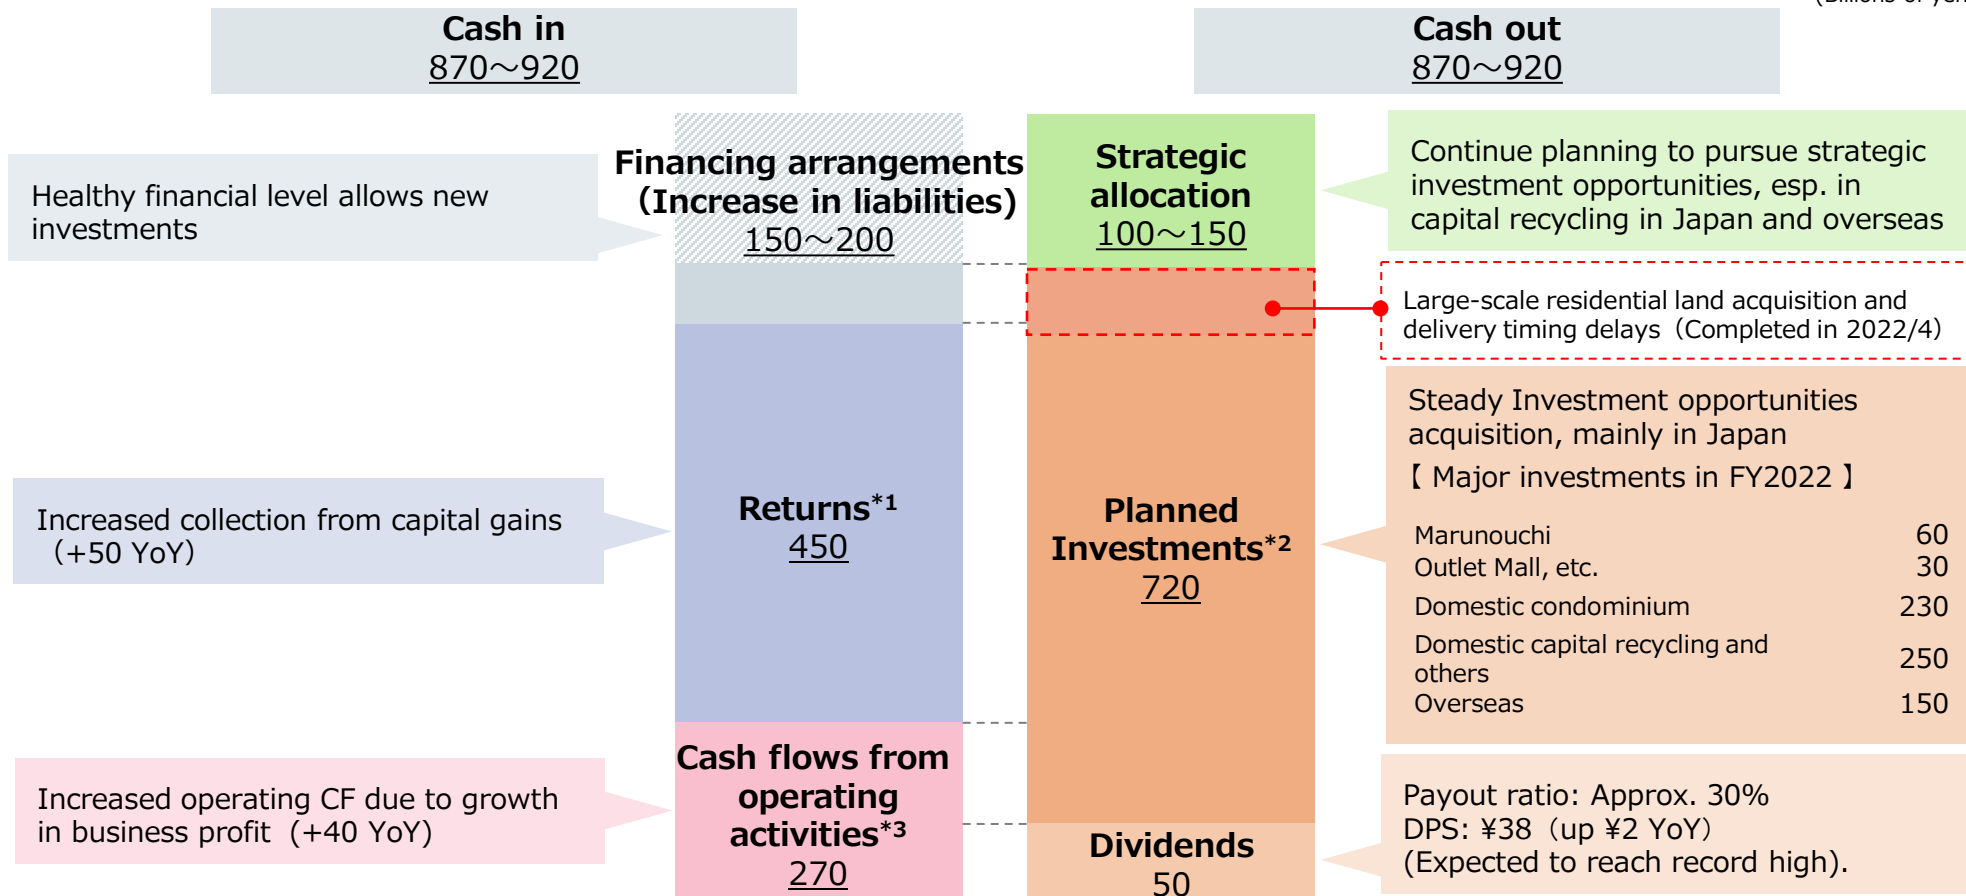 (Billions of yen
Cash in
870～920
Cash out
870～920
Healthy financial level allows new
investments
Financing arrangements
(Increase in liabilities)
150～200
Strategic
allocation
100～150
Continue planning to pursue strategic
investment opportunities, esp. in
capital recycling in Japan and overseas
Large-scale residential land acquisition and
delivery timing delays（Completed in 2022/4）
Increased collection from capital gains
（+50 YoY）
Returns*1
450
Planned
Investments*2
720
Steady Investment opportunities
acquisition, mainly in Japan
【 Major investments in FY2022 】
Marunouchi 60
Outlet Mall, etc. 30
Domestic condominium 230
Domestic capital recycling and
others 250
Overseas 150
Increased operating CF due to growth
in business profit（+40 YoY）
Cash flows from
operating
activities*3
270
Dividends
50
Payout ratio: Approx. 30%
DPS: ¥38（up ¥2 YoY）
(Expected to reach record high).